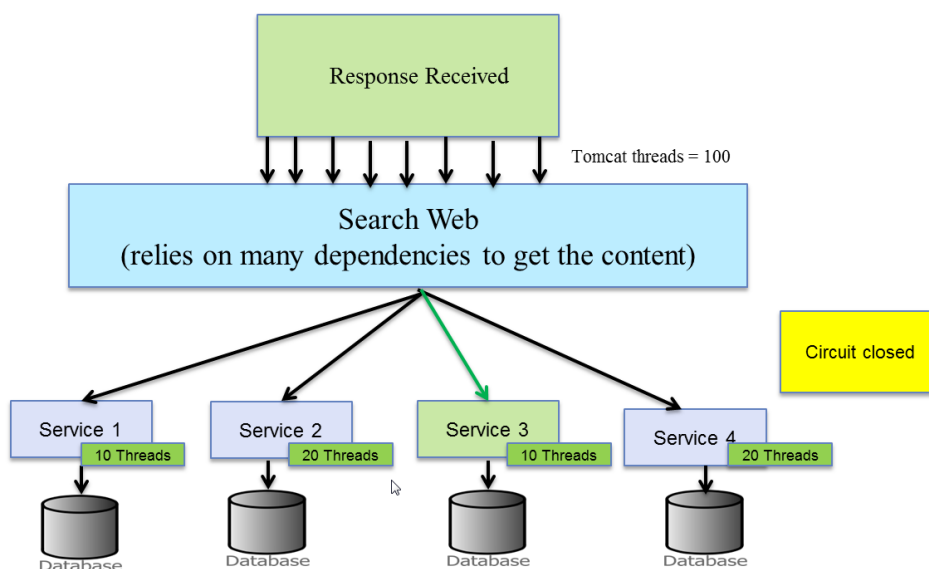 Response Received
Tomcat threads = 100
Search Web
(relies on many dependencies to get the content)
Circuit closed
Service 1
10 Threads
Service 2
20 Threads
Service 3
10 Threads
Service 4
20 Threads
Database
Database
Database
Database